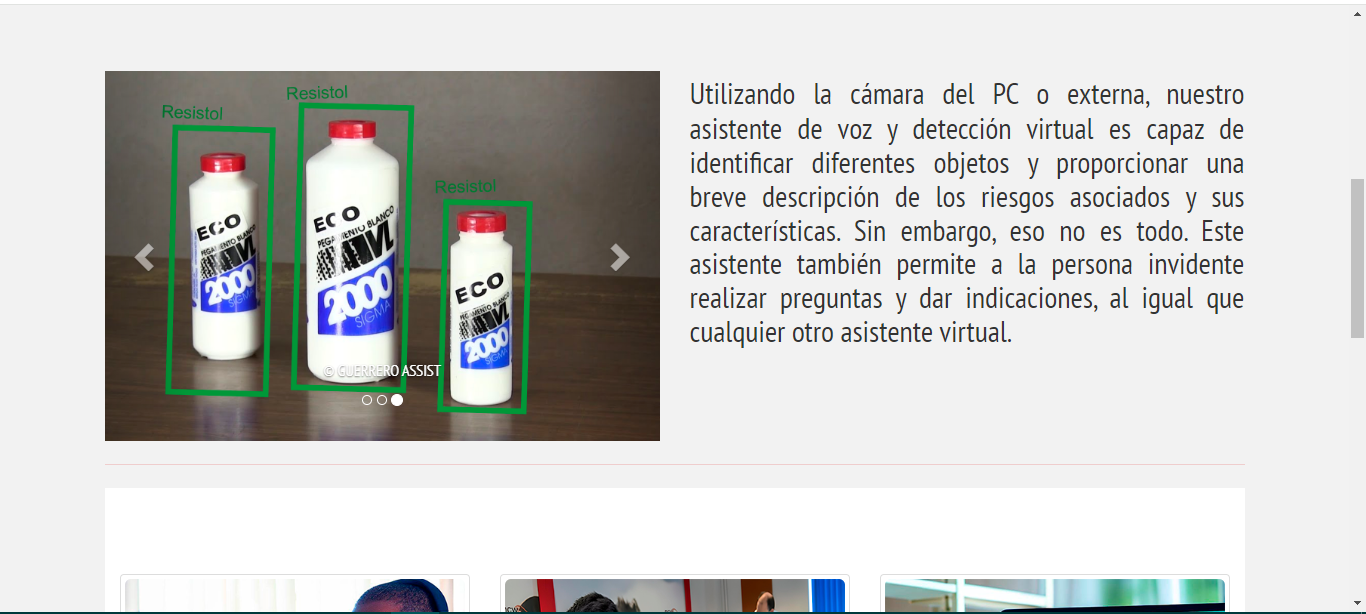 Resistol
Resistol
Resistol
ECO
PEGAMENTO BLANCO
2000
SIGMA
ECO
PEGAMENTO BLANCO
2000
SIGMA
ECO
PEGAMENTO BLANCO
2000
SIGMA
© GUERRERO ASSIST
Utilizando la cámara del PC o externa, nuestro
asistente de voz y detección virtual es capaz de
identificar diferentes objetos y proporcionar una
breve descripción de los riesgos asociados y sus
características. Sin embargo, eso no es todo. Este
asistente también permite a la persona invidente
realizar preguntas y dar indicaciones, al igual que
cualquier otro asistente virtual.